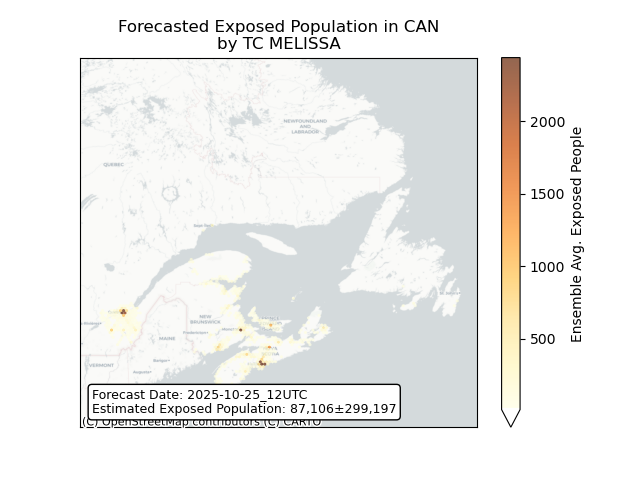 Forecasted Exposed Population in CAN
by TC MELISSA
NEWFOUNDLAND
AND
LABRADOR
QUEBEC
NEW
BRUNSWICK
MAINE
VERMONT
Forecast Date: 2025-10-25_12UTC
Estimated Exposed Population: 87,106±299,197
(C) OpenStreetMap contributors (C) CARTO
2000
1500
1000
500
Ensemble Avg. Exposed People